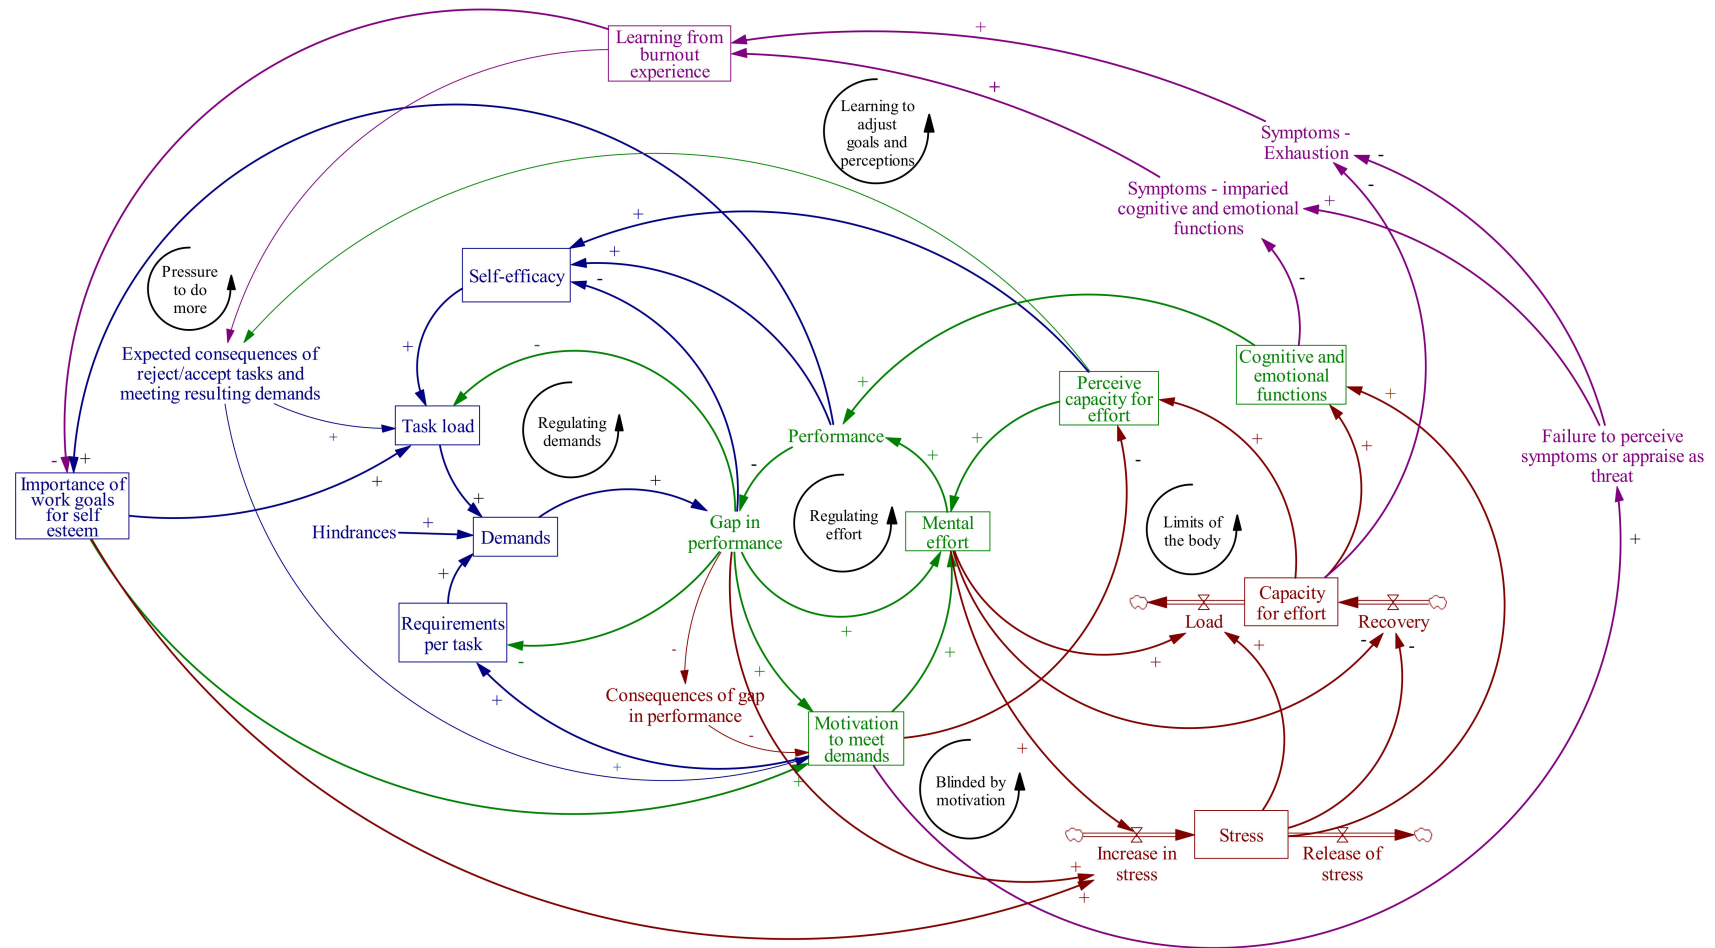 Learning from
burnout
experience
+
+
Learning to
adjust
goals and
perceptions
Symptoms -
Exhaustion
-
-
Symptoms - imparied
cognitive and emotional
functions
+
-
Pressure
to do
more
Self-efficacy
+
+
-
Expected consequences of
reject/accept tasks and
meeting resulting demands
+
-
+
Cognitive and
emotional
functions
+
Perceive
capacity for
effort
Regulating
demands
Task load
+
Performance
+
+
+
+
-
Failure to perceive
symptoms or appraise as
threat
-
+
+
-
Importance of
work goals
for self
esteem
+
+
+
Hindrances
+
Demands
Gap in
performance
Regulating
effort
Mental
effort
Limits of
the body
+
+
Requirements
per task
-
+
+
-
+
+
Capacity
for effort
Load
Recovery
+
+
-
-
Consequences of gap
in performance
-
Motivation
to meet
demands
+
+
+
Blinded by
motivation
Stress
Increase in
stress
Release of
stress
+
+